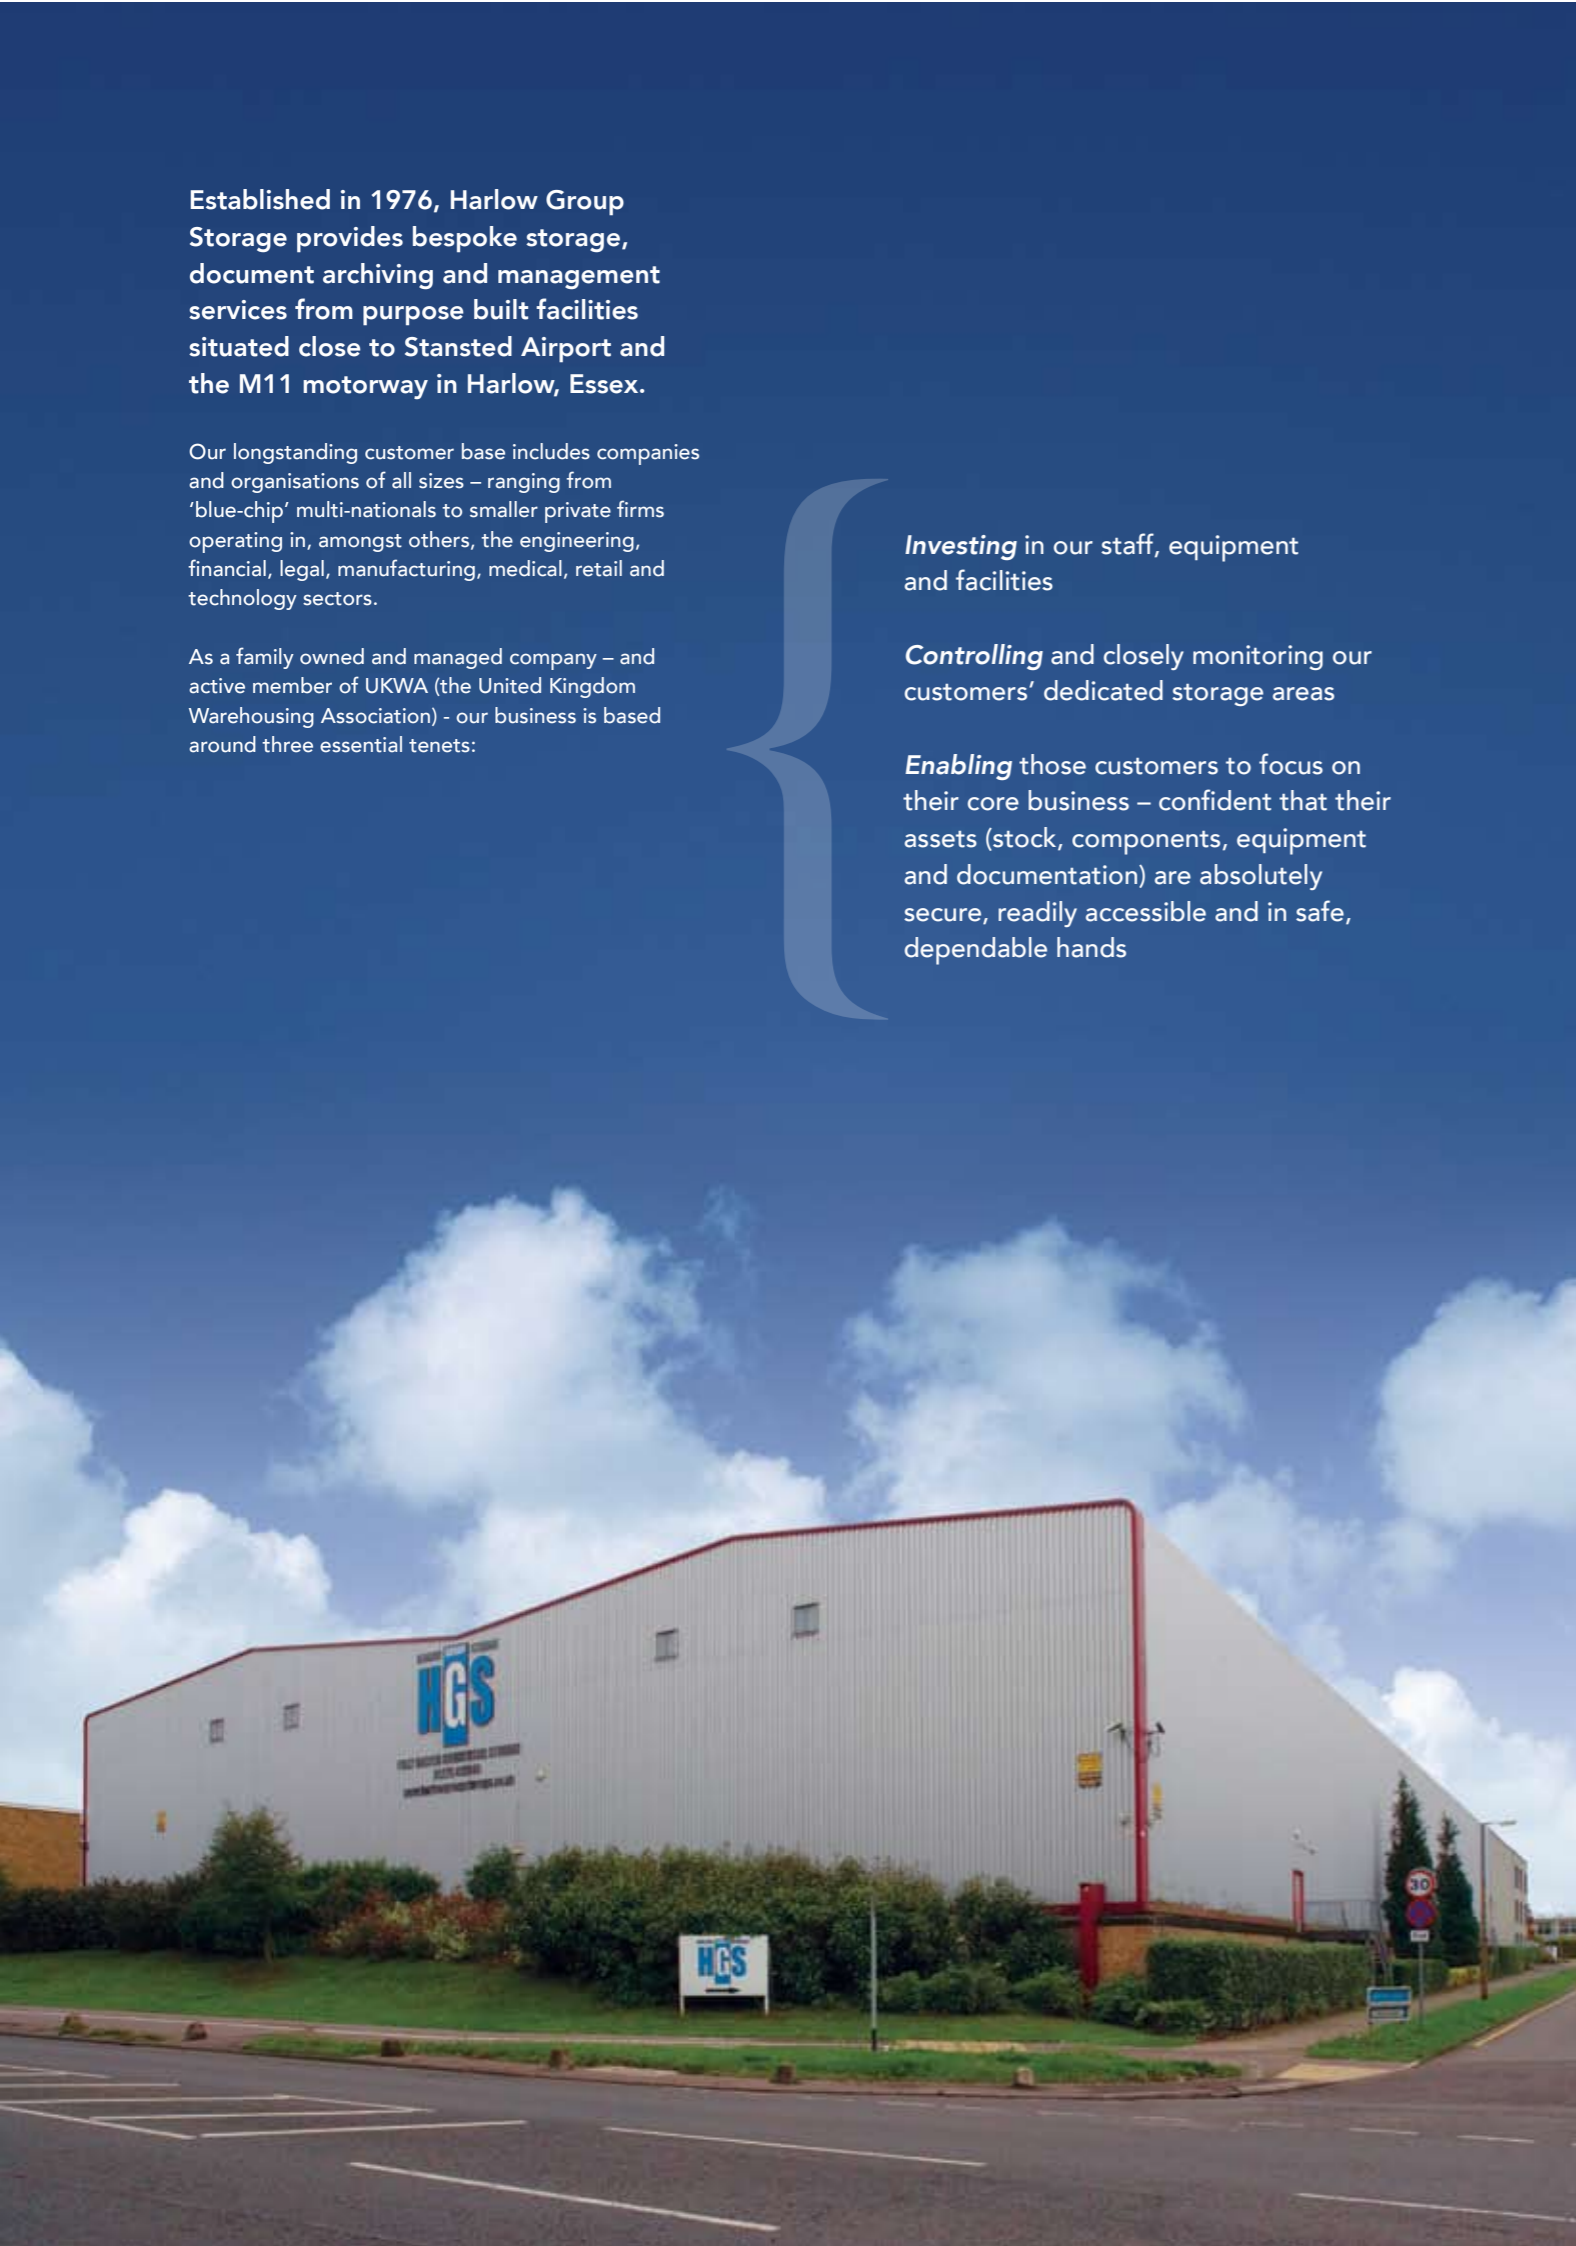 Established in 1976, Harlow Group
Storage provides bespoke storage,
document archiving and management
services from purpose built facilities
situated close to Stansted Airport and
the M11 motorway in Harlow, Essex.
Our longstanding customer base includes companies
and organisations of all sizes – ranging from
‘blue-chip’ multi-nationals to smaller private firms
operating in, amongst others, the engineering,
financial, legal, manufacturing, medical, retail and
technology sectors.
As a family owned and managed company – and
active member of UKWA (the United Kingdom
Warehousing Association) - our business is based
around three essential tenets:
Investing in our staff, equipment
and facilities
Controlling and closely monitoring our
customers’ dedicated storage areas
Enabling those customers to focus on
their core business – confident that their
assets (stock, components, equipment
and documentation) are absolutely
secure, readily accessible and in safe,
dependable hands
HGS
HGS
30